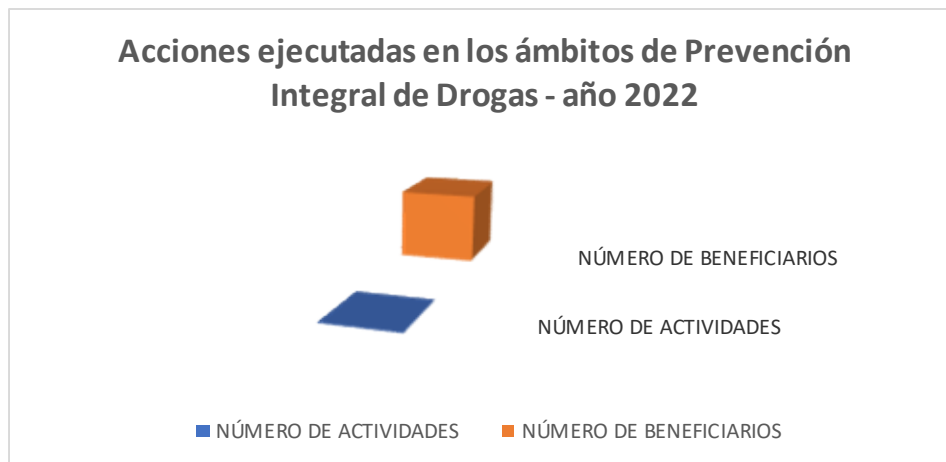 Acciones ejecutadas en los ámbitos de Prevención
Integral de Drogas - año 2022
NÚMERO DE BENEFICIARIOS
NÚMERO DE ACTIVIDADES
NÚMERO DE ACTIVIDADES NÚMERO DE BENEFICIARIOS